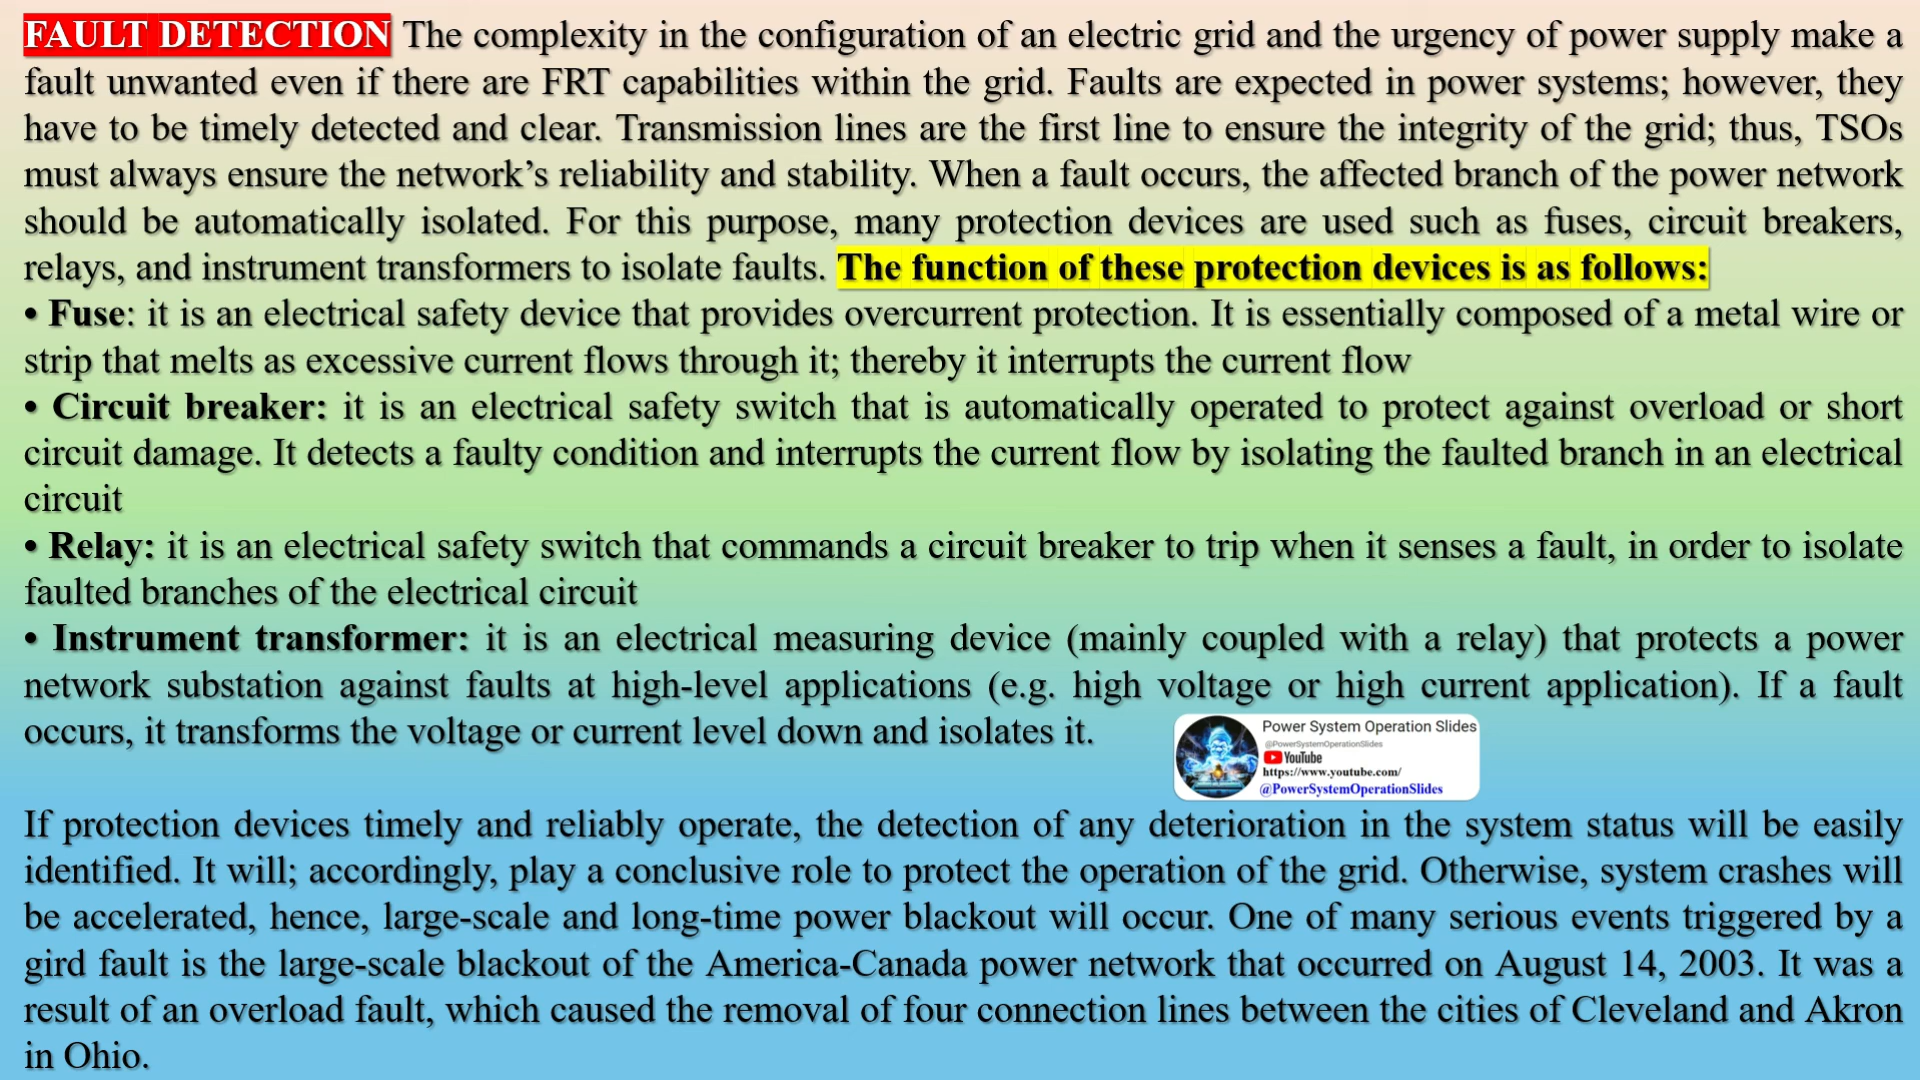 FAULT DETECTION The complexity in the configuration of an electric grid and the urgency of power supply make a
fault unwanted even if there are FRT capabilities within the grid. Faults are expected in power systems; however, they
have to be timely detected and clear. Transmission lines are the first line to ensure the integrity of the grid; thus, TSOs
must always ensure the network’s reliability and stability. When a fault occurs, the affected branch of the power network
should be automatically isolated. For this purpose, many protection devices are used such as fuses, circuit breakers,
relays, and instrument transformers to isolate faults. The function of these protection devices is as follows:
• Fuse: it is an electrical safety device that provides overcurrent protection. It is essentially composed of a metal wire or
strip that melts as excessive current flows through it; thereby it interrupts the current flow
• Circuit breaker: it is an electrical safety switch that is automatically operated to protect against overload or short
circuit damage. It detects a faulty condition and interrupts the current flow by isolating the faulted branch in an electrical
circuit
• Relay: it is an electrical safety switch that commands a circuit breaker to trip when it senses a fault, in order to isolate
faulted branches of the electrical circuit
• Instrument transformer: it is an electrical measuring device (mainly coupled with a relay) that protects a power
network substation against faults at high-level applications (e.g. high voltage or high current application). If a fault
occurs, it transforms the voltage or current level down and isolates it.
Power System Operation Slides
@PowerSystemOperationSlides
YouTube
https://www.youtube.com/
@PowerSystemOperationSlides
If protection devices timely and reliably operate, the detection of any deterioration in the system status will be easily
identified. It will; accordingly, play a conclusive role to protect the operation of the grid. Otherwise, system crashes will
be accelerated, hence, large-scale and long-time power blackout will occur. One of many serious events triggered by a
gird fault is the large-scale blackout of the America-Canada power network that occurred on August 14, 2003. It was a
result of an overload fault, which caused the removal of four connection lines between the cities of Cleveland and Akron
in Ohio.